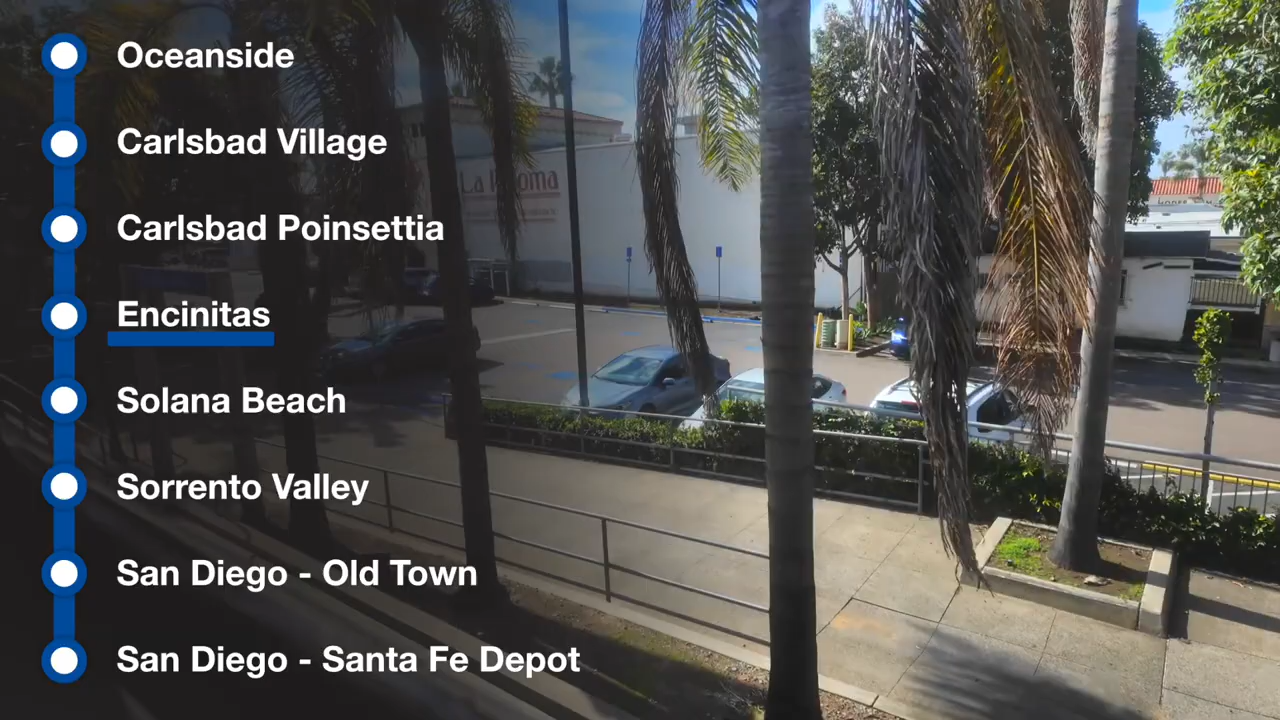 Oceanside
Carlsbad Village
Carlsbad Poinsettia
Encinitas
Solana Beach
Sorrento Valley
San Diego - Old Town
San Diego - Santa Fe Depot
La Paloma